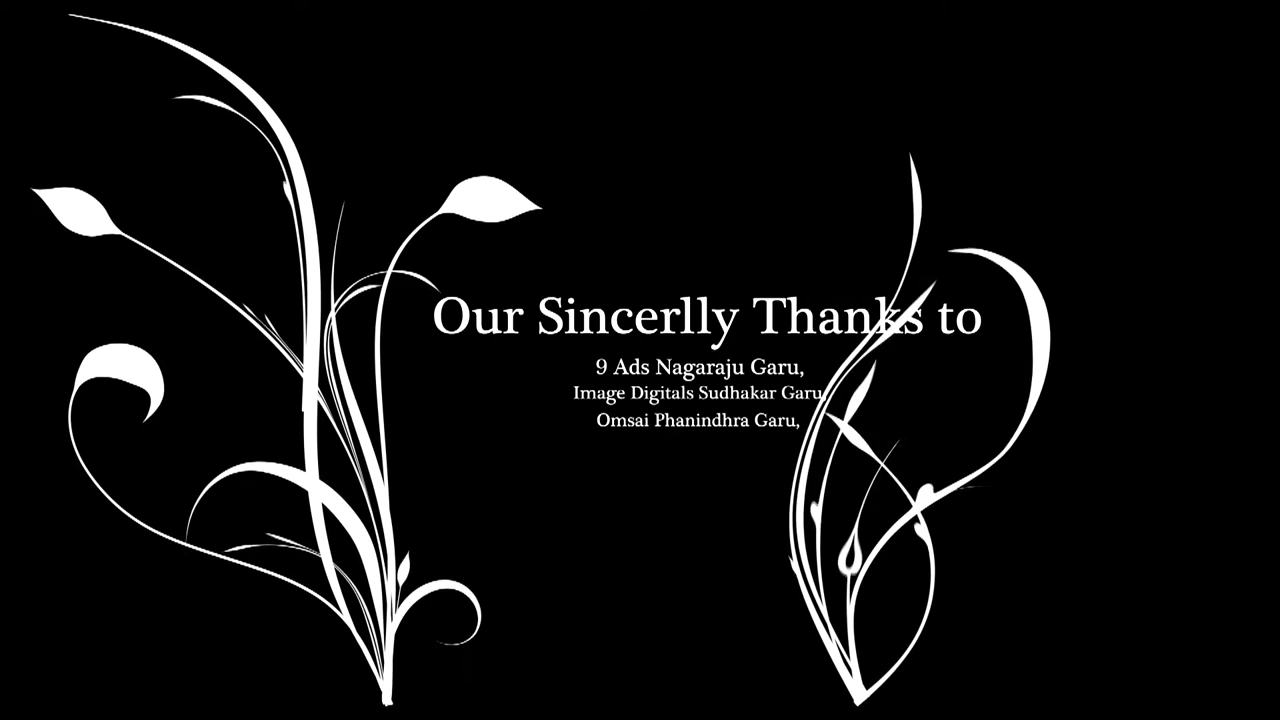 Our Sincerlly Thanks to
9 Ads Nagaraju Garu,
Image Digitals Sudhakar Garu,
Omsai Phanindhra Garu,